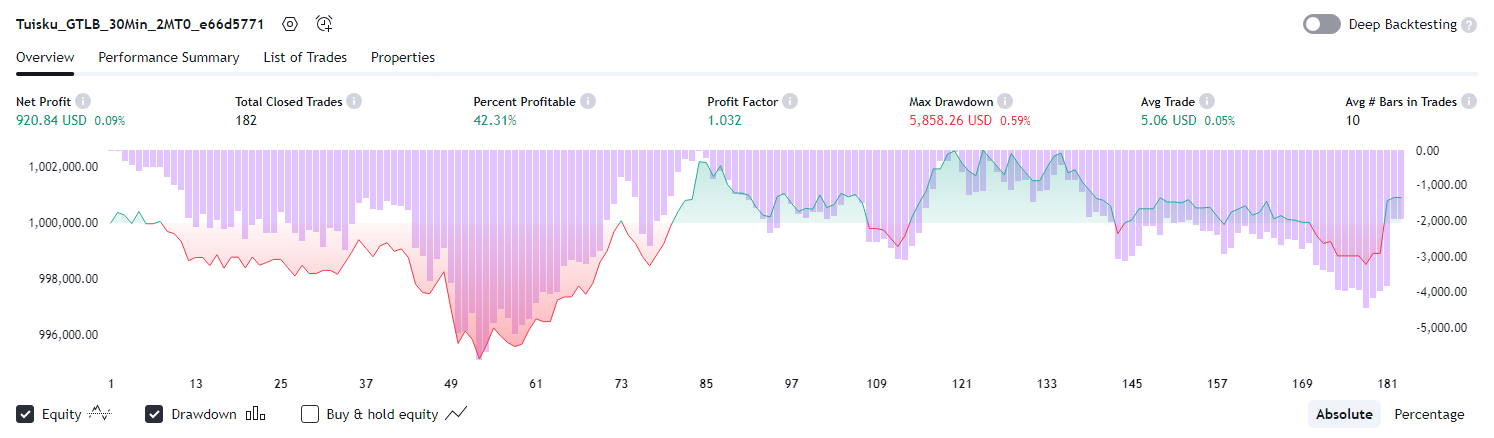 Tuisku_GTLB_30Min_2MT0_e66d5771 Deep Backtesting ?
Overview Performance Summary List of Trades Properties
Net Profit Total Closed Trades Percent Profitable Profit Factor Max Drawdown Avg Trade Avg # Bars in Trades
920.84 USD 0.09% 182 42.31% 1.032 5,858.26 USD 0.59% 5.06 USD 0.05% 10
1,002,000.00
1,000,000.00
998,000.00
996,000.00
0.00
-1,000.00
-2,000.00
-3,000.00
-4,000.00
-5,000.00
1 13 25 37 49 61 73 85 97 109 121 133 145 157 169 181
Equity Drawdown Buy & hold equity Absolute Percentage